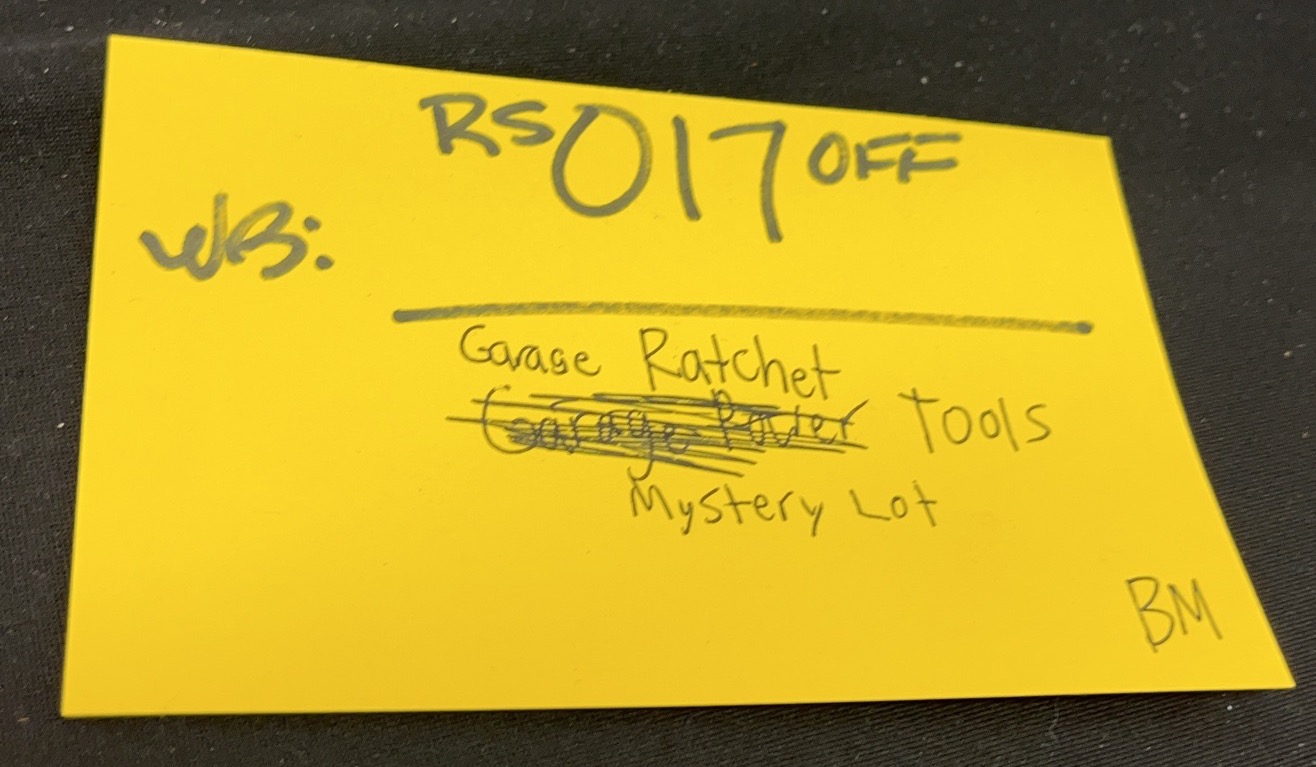 RS017OFF
WB:
Garage Ratchet
Garage Power Tools
Mystery Lot
BM